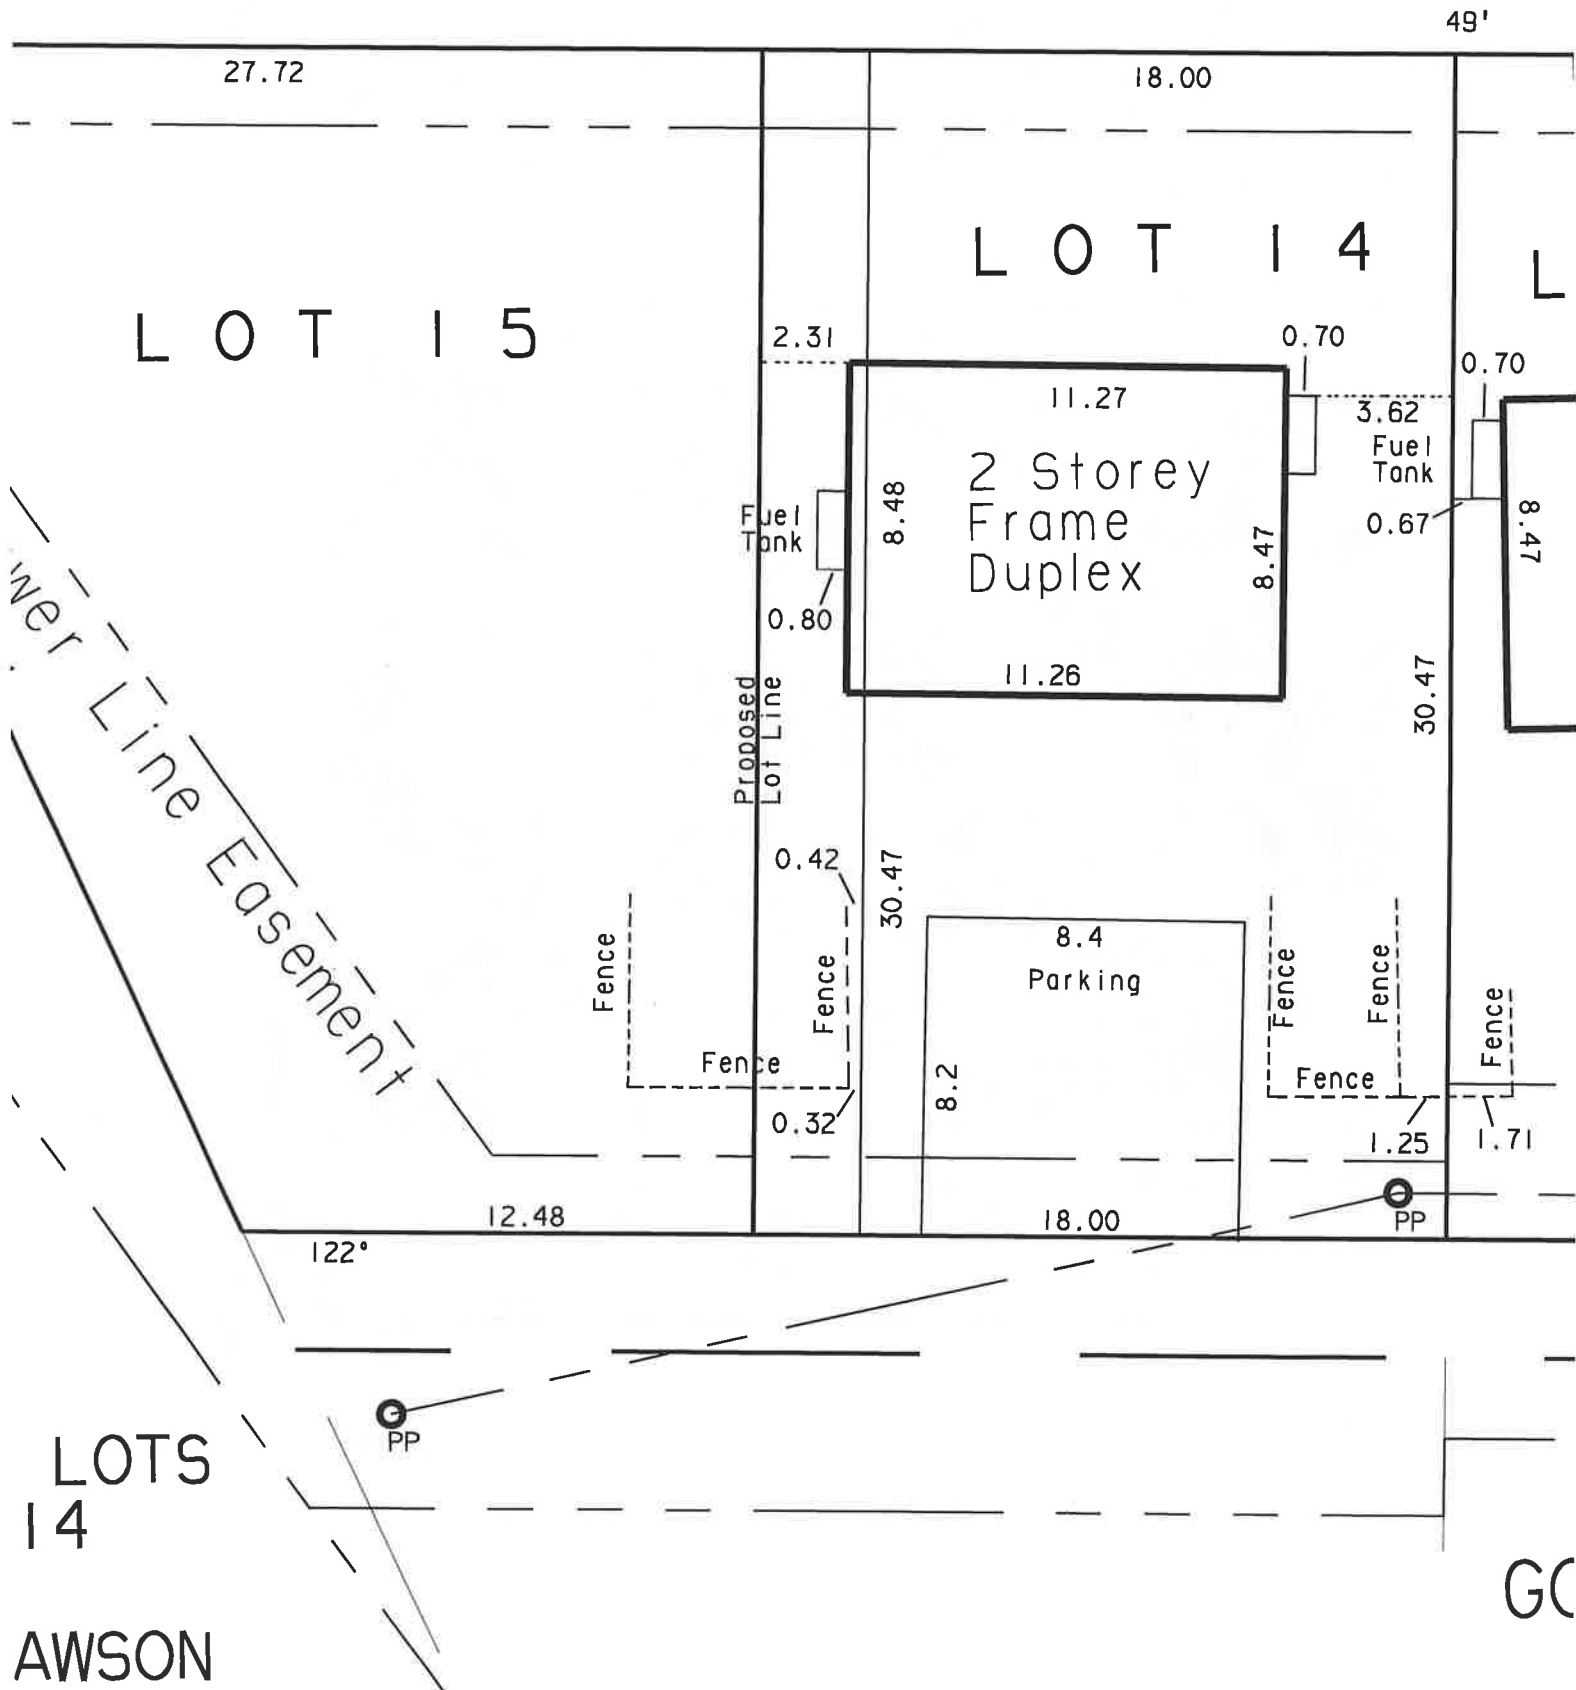 49'
27.72
18.00
LOT 14
L
LOT 15
2.31
0.70
0.70
11.27
3.62
Fuel
Tank
2 Storey
Frame
Duplex
8.48
Fuel
Tank
8.47
0.67
8.47
0.80
11.26
Proposed
Lot Line
30.47
wer Line Easement
0.42
30.47
8.4
Parking
Fence
Fence
Fence
Fence
Fence
Fence
8.2
Fence
0.32
1.25
1.71
12.48
18.00
PP
122°
PP
LOTS
14
GO
AWSON